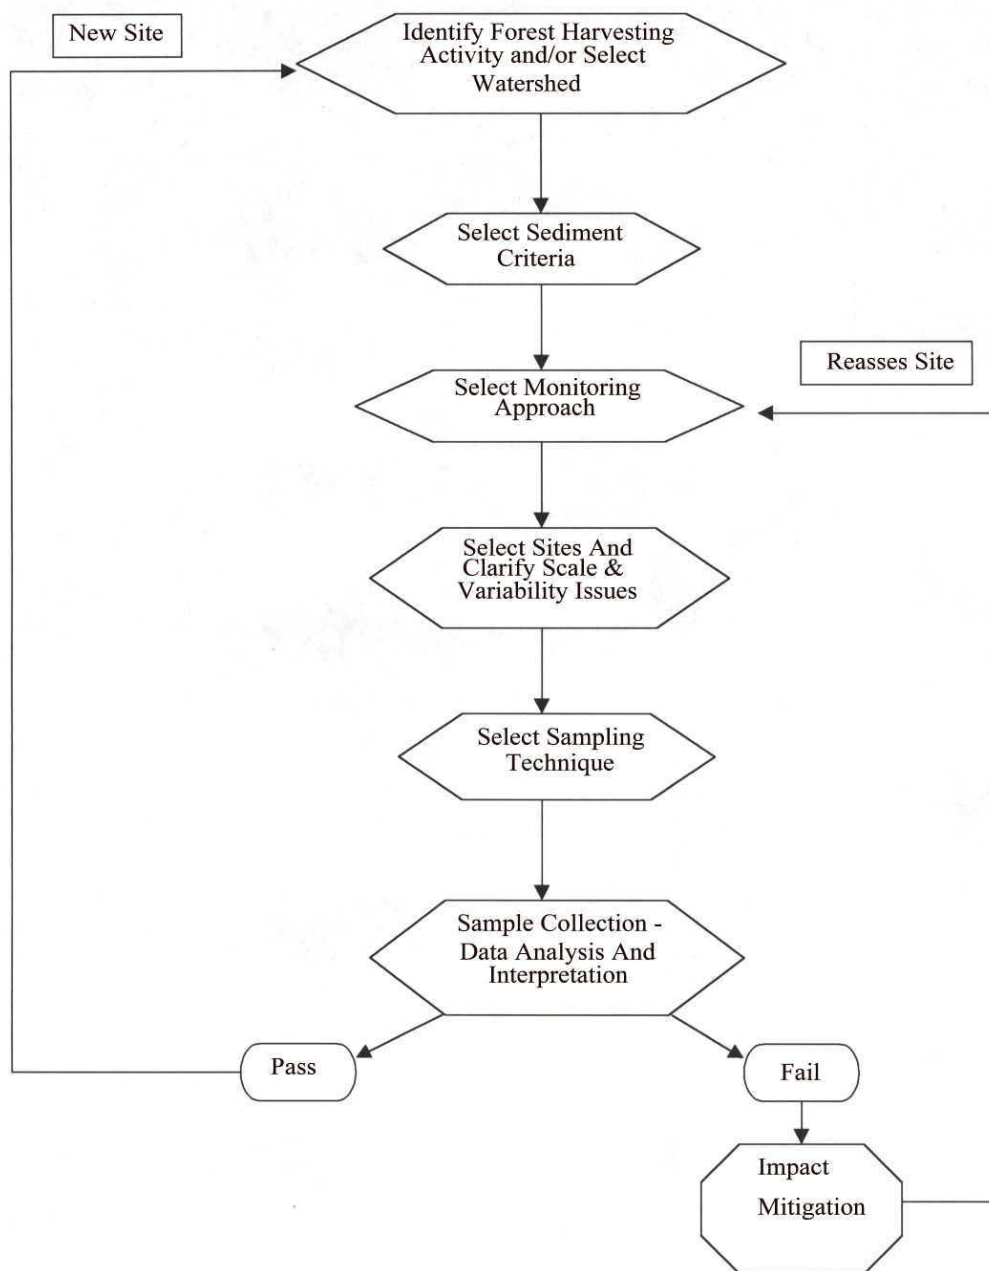 New Site
Identify Forest Harvesting
Activity and/or Select
Watershed
Select Sediment
Criteria
Reasses Site
Select Monitoring
Approach
Select Sites And
Clarify Scale &
Variability Issues
Select Sampling
Technique
Sample Collection -
Data Analysis And
Interpretation
Pass
Fail
Impact
Mitigation